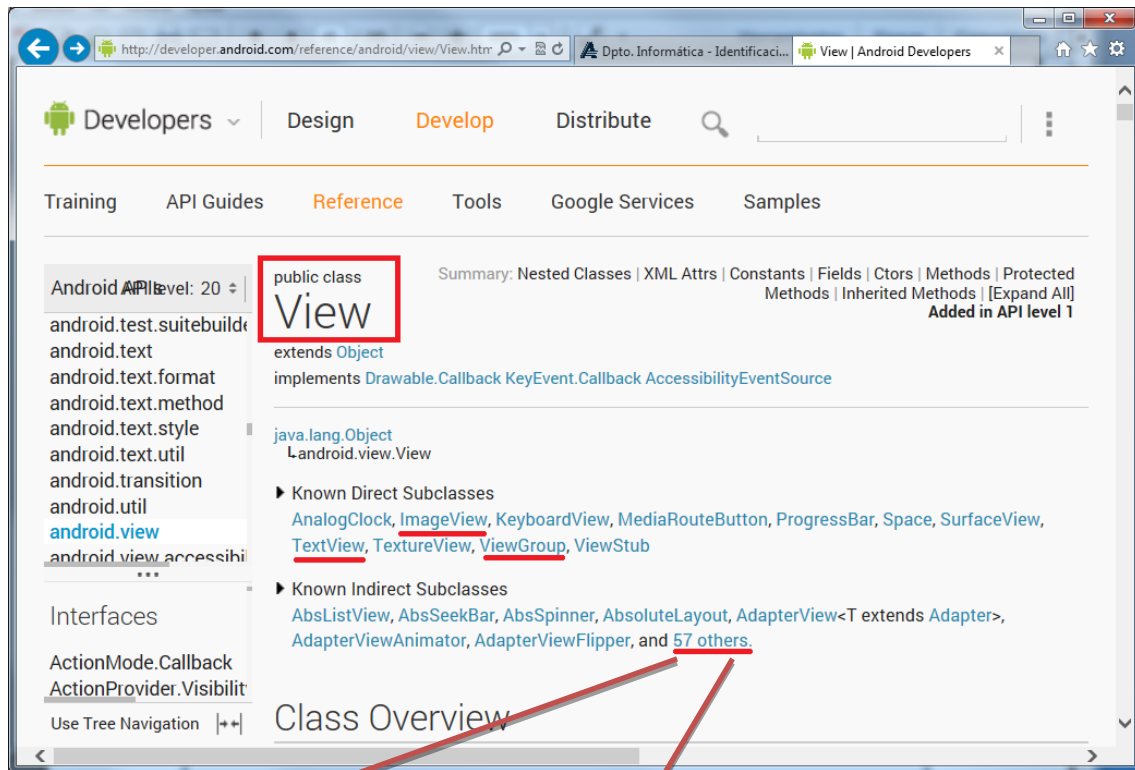 http://developer.android.com/reference/android/view/View.htm
Dpto. Informática - Identificaci...
View | Android Developers
Developers
Design
Develop
Distribute
Training
API Guides
Reference
Tools
Google Services
Samples
Android APIs
level: 20
android.test.suitebuilde
android.text
android.text.format
android.text.method
android.text.style
android.text.util
android.transition
android.util
android.view
android.view.accessibil
Interfaces
ActionMode.Callback
ActionProvider.Visibilit
Use Tree Navigation
public class
View
Summary: Nested Classes | XML Attrs | Constants | Fields | Ctors | Methods | Protected
Methods | Inherited Methods | [Expand All]
Added in API level 1
extends Object
implements Drawable.Callback KeyEvent.Callback AccessibilityEventSource
java.lang.Object
↳android.view.View
Known Direct Subclasses
AnalogClock, ImageView, KeyboardView, MediaRouteButton, ProgressBar, Space, SurfaceView,
TextView, TextureView, ViewGroup, ViewStub
Known Indirect Subclasses
AbsListView, AbsSeekBar, AbsSpinner, AbsoluteLayout, AdapterView<T extends Adapter>,
AdapterViewAnimator, AdapterViewFlipper, and 57 others.
Class Overview